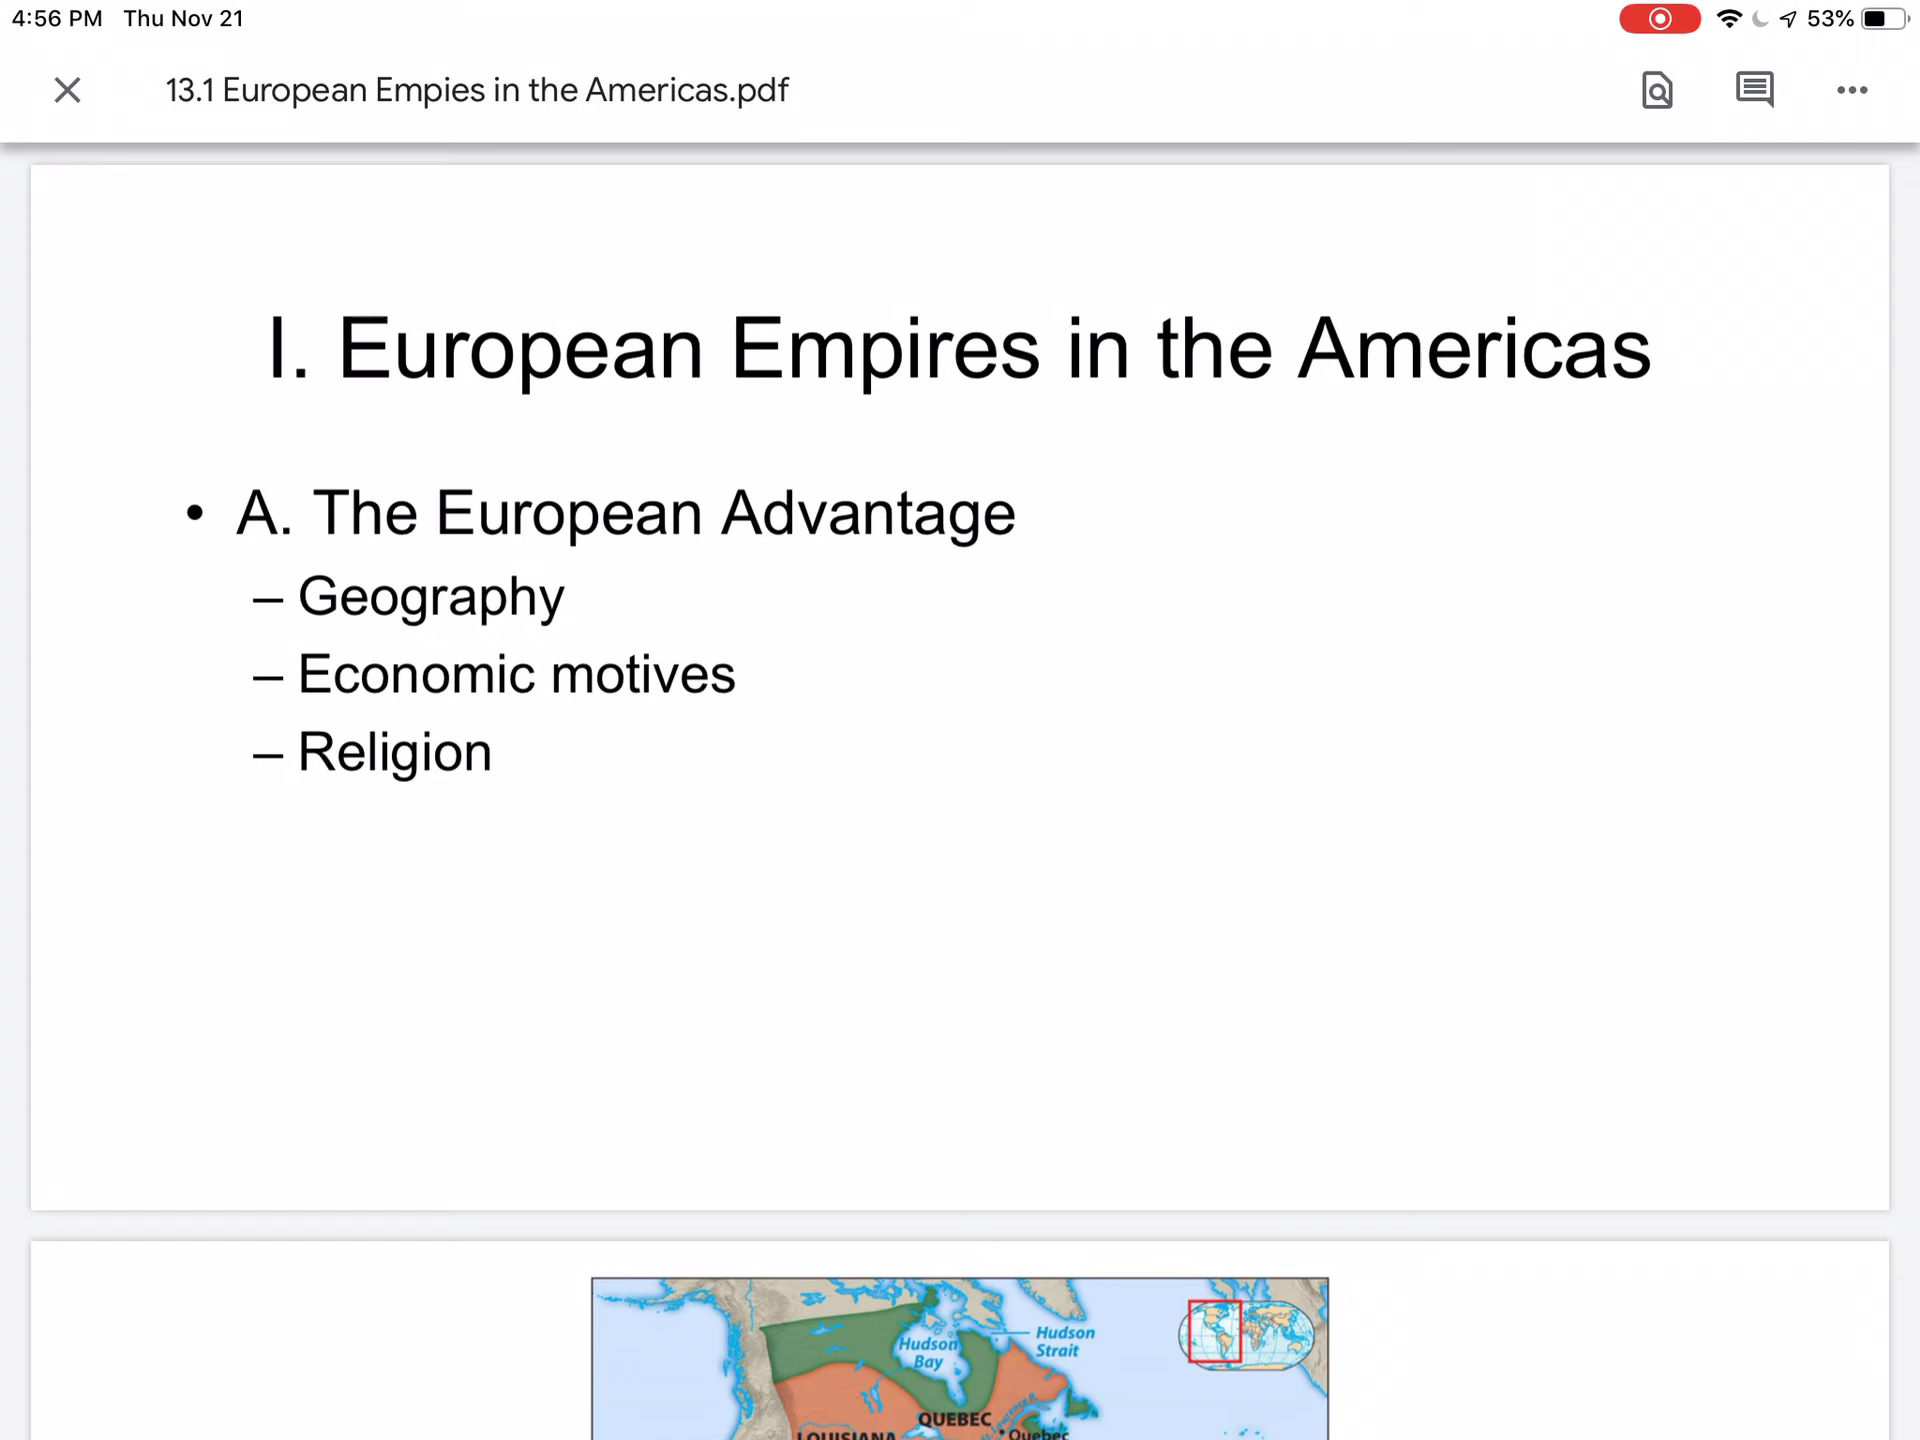 4:56 PM Thu Nov 21
53%
13.1 European Empies in the Americas.pdf
I. European Empires in the Americas
• A. The European Advantage
– Geography
– Economic motives
– Religion
Hudson
Bay
Hudson
Strait
QUEBEC
LOUISIANA
Quebec